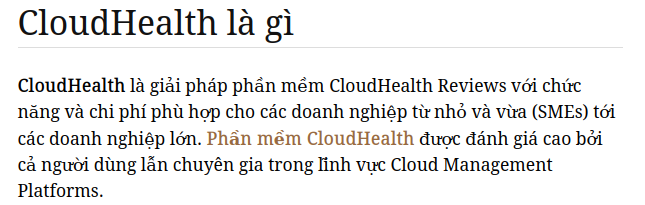 CloudHealth là gì
CloudHealth là giải pháp phần mềm CloudHealth Reviews với chức
năng và chi phí phù hợp cho các doanh nghiệp từ nhỏ và vừa (SMEs) tới
các doanh nghiệp lớn. Phần mềm CloudHealth được đánh giá cao bởi
cả người dùng lẫn chuyên gia trong lĩnh vực Cloud Management
Platforms.